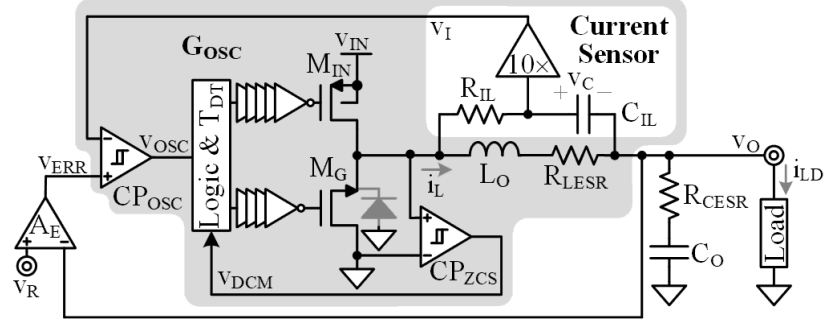 G_OSC
v_I
v_IN
M_IN
Current
Sensor
10×
+ v_C −
R_IL
C_IL
v_OSC
Logic & T_DT
v_ERR
CP_OSC
M_G
i_L
L_O
R_LESR
v_O
i_LD
A_E
v_R
v_DCM
CP_ZCS
R_CESR
C_O
Load